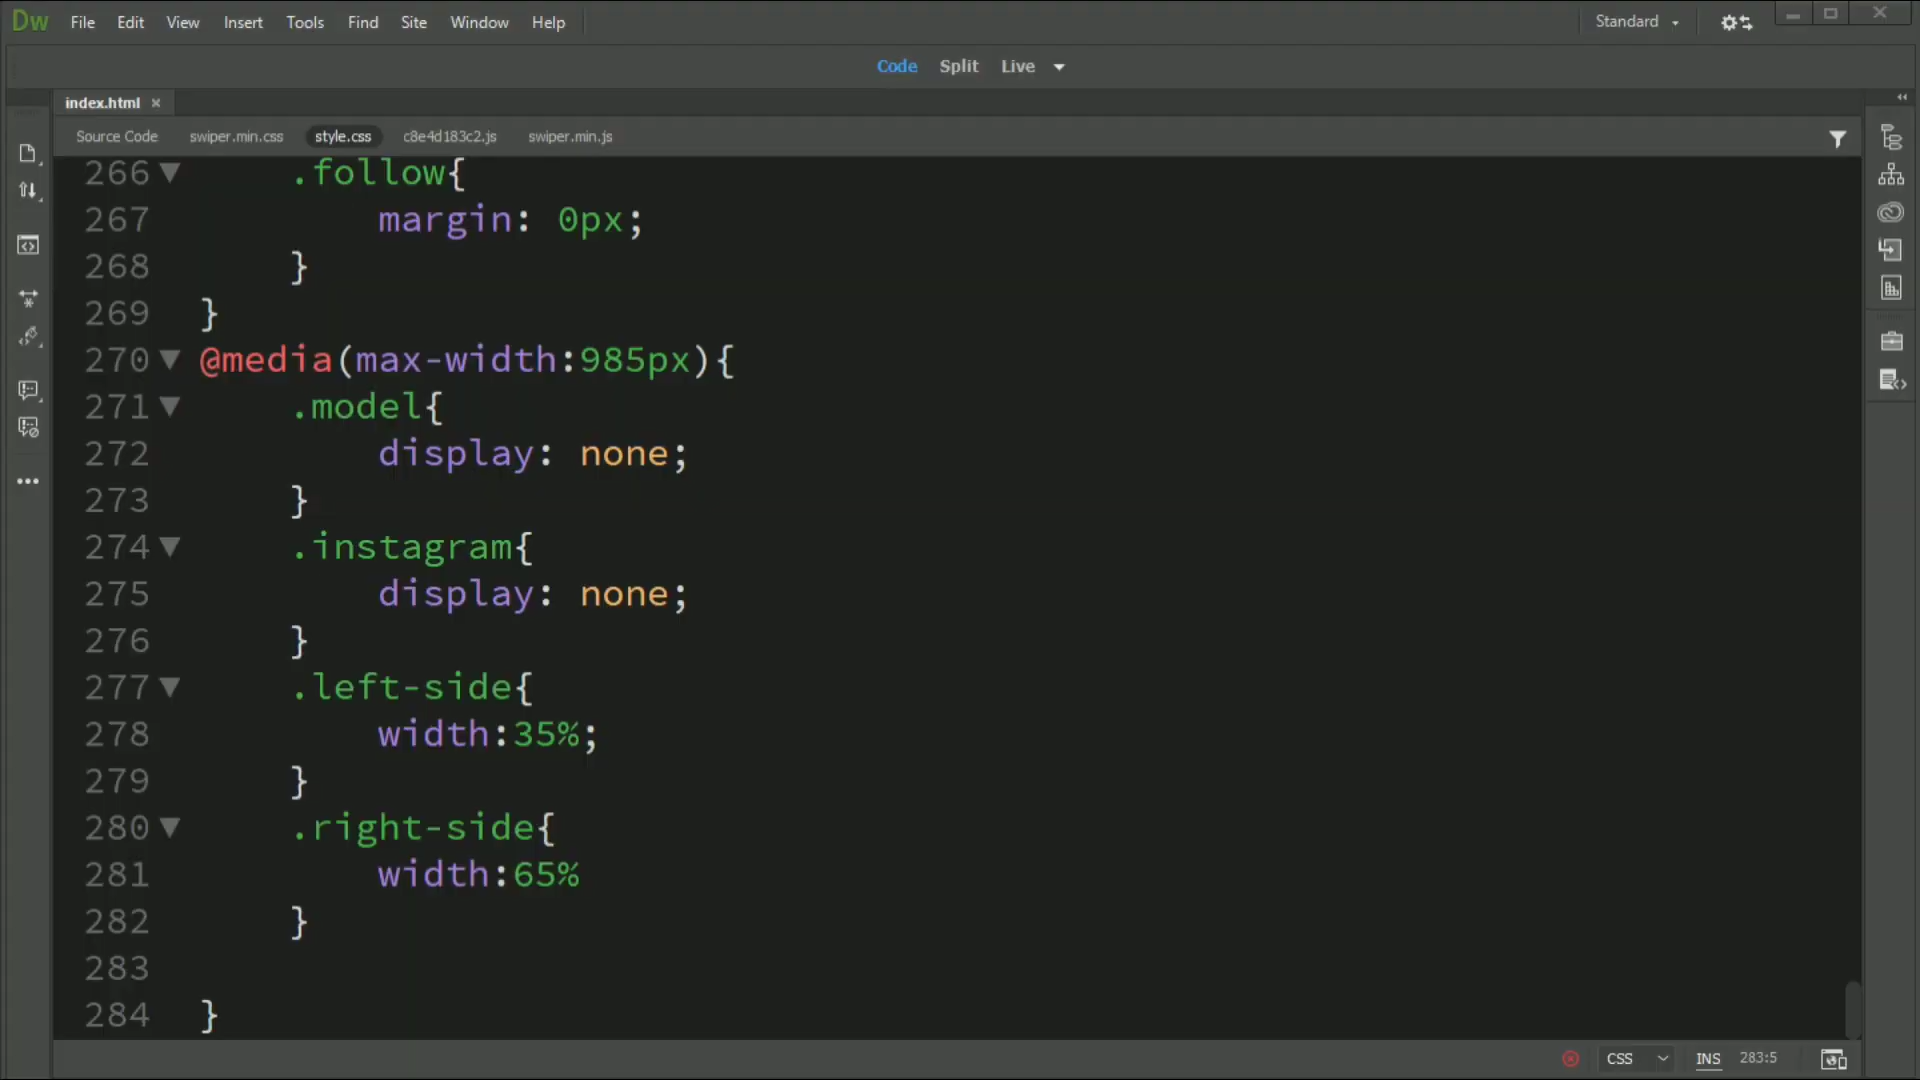 Dw File Edit View Insert Tools Find Site Window Help Standard
Code Split Live
index.html
Source Code swiper.min.css style.css c8e4d183c2.js swiper.min.js
266 .follow{
267 margin: 0px;
268 }
269 }
270 @media(max-width:985px){
271 .model{
272 display: none;
273 }
274 .instagram{
275 display: none;
276 }
277 .left-side{
278 width:35%;
279 }
280 .right-side{
281 width:65%
282 }
283
284 }
CSS INS 283:5